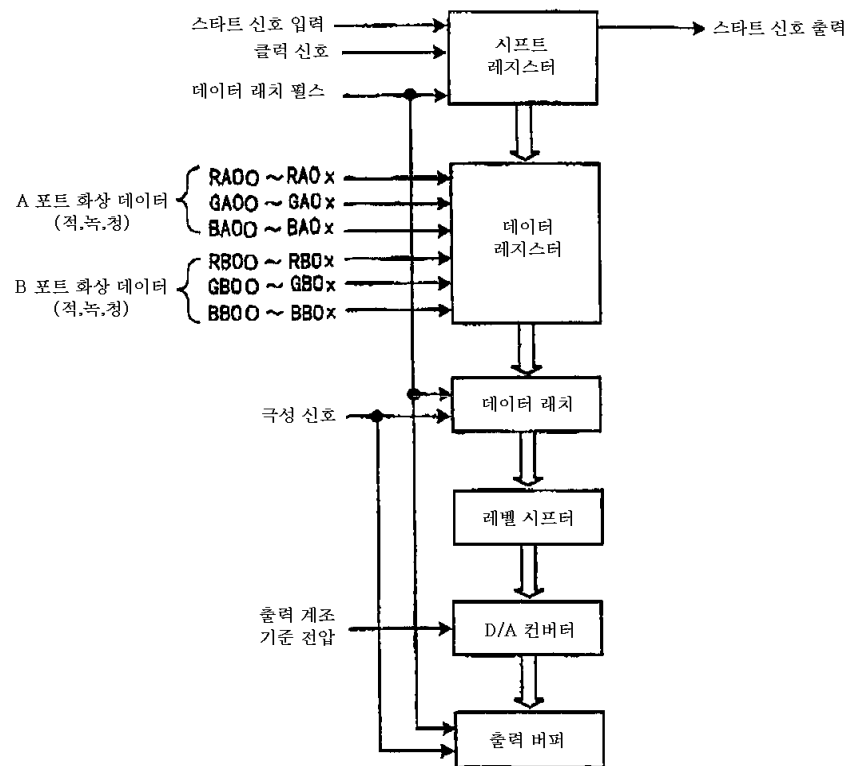 스타트 신호 입력
클럭 신호
데이터 래치 펄스
시프트
레지스터
스타트 신호 출력
A 포트 화상 데이터
(적,녹,청)
RA00 ~ RA0x
GA00 ~ GA0x
BA00 ~ BA0x
B 포트 화상 데이터
(적,녹,청)
RB00 ~ RB0x
GB00 ~ GB0x
BB00 ~ BB0x
데이터
레지스터
극성 신호
데이터 래치
레벨 시프터
출력 계조
기준 전압
D/A 컨버터
출력 버퍼